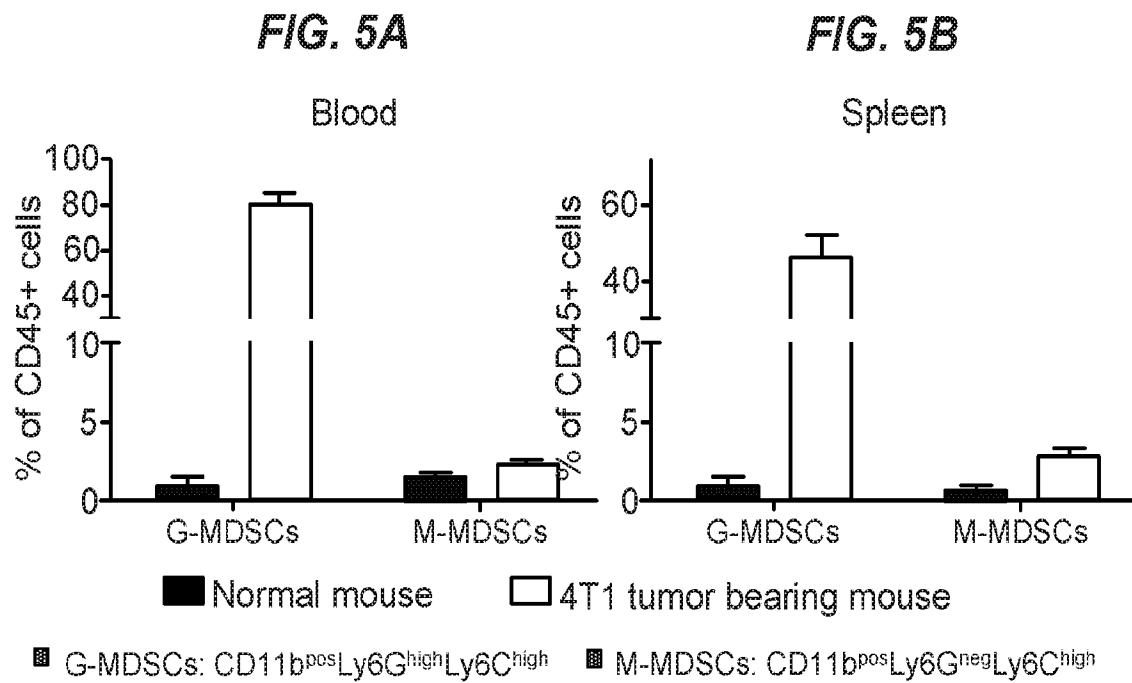 FIG. 5A
FIG. 5B
Blood
Spleen
% of CD45+ cells
100
80
60
40
10
5
0
G-MDSCs
M-MDSCs
% of CD45+ cells
60
40
10
5
0
G-MDSCs
M-MDSCs
Normal mouse
4T1 tumor bearing mouse
G-MDSCs: CD11bposLy6GhighLy6Chigh
M-MDSCs: CD11bposLy6GnegLy6Chigh